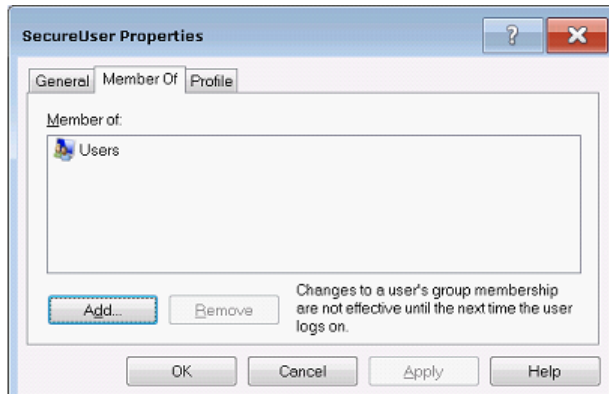 SecureUser Properties
?
General Member Of Profile
Member of:
Users
Add... Remove
Changes to a user's group membership
are not effective until the next time the user
logs on.
OK Cancel Apply Help